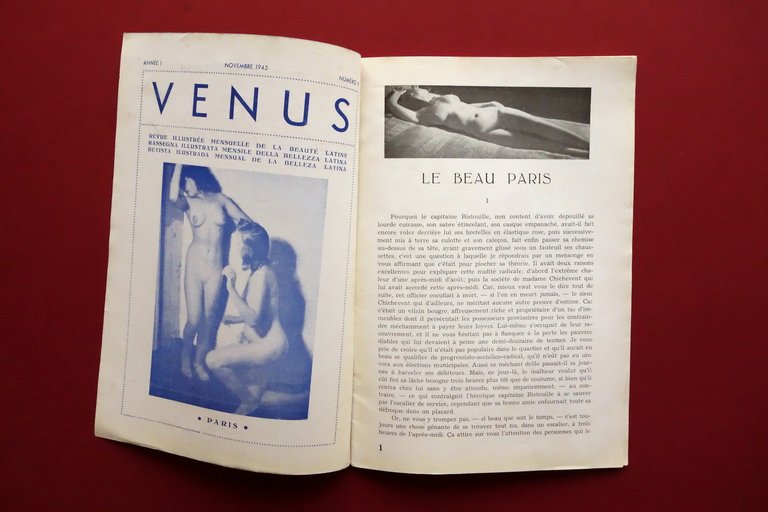 ANNÉE I
NOVEMBRE 1945
NUMÉRO 1
VENUS
REVUE ILLUSTRÉE MENSUELLE DE LA BEAUTÉ LATINE
RASSEGNA ILLUSTRATA MENSILE DELLA BELLEZZA LATINA
REVISTA ILUSTRADA MENSUAL DE LA BELEZA LATINA
• PARIS •
LE BEAU PARIS
I
Pourquoi le capitaine Bistouille, non content d'avoir dépouillé sa
lourde cuirasse, son sabre étincelant, son casque empanaché, avait-il fait
encore voler derrière lui ses bretelles en élastique rose, puis successive-
ment mis à terre sa culotte et son caleçon, fait enfin passer sa chemise
au-dessus de sa tête, ayant gravement glissé sous un fauteuil ses chaus-
settes, c'est une question à laquelle je répondrais par un mensonge en
vous affirmant que c'était pour piocher sa théorie. Il avait deux raisons
excellentes pour expliquer cette nudité radicale: d'abord l'extrême cha-
leur d'une après-midi d'août; puis la société de madame Chichevent qui
lui avait accordé cette après-midi. Car, mieux vaut vous le dire tout de
suite, cet officier cocufiait à mort, — si l'on en meurt jamais, — le sieur
Chichevent qui d'ailleurs, ne méritait aucune autre preuve d'estime. Car
c'était un vilain bougre, affreusement riche et propriétaire d'un tas d'im-
meubles dont il persécutait les possesseurs provisoires pour les contrain-
dre méchamment à payer leurs loyers. Lui-même s'occupait de leur re-
couvrement, et il ne vous hésitait pas à flanquer à la porte les pauvres
diables qui lui devaient à peine une demi-douzaine de termes. Je vous
prie de croire qu'il n'était pas populaire dans le quartier et qu'il aurait eu
beau se qualifier de progressisto-socialico-radical, qu'il n'eût pas eu une
voix aux élections municipales. Aussi ce méchant drôle passait-il sa jour-
née à harceler ses débiteurs. Mais, ce jour-là, le malheur voulut qu'il
eût fini sa lâche besogne trois heures plus tôt que de coutume, si bien qu'il
rentra chez lui sans y être attendu, même impatiemment, — au con-
traire, — ce qui contraignit l'héroïque capitaine Bistouille à se sauver
par l'escalier de service, cependant que sa bonne amie enfournait toute sa
défroque dans un placard.
Or, ne vous y trompez pas, — si beau que soit le temps, — c'est tou-
jours une chose gênante de se trouver tout nu, dans un escalier, à trois
heures de l'après-midi. Ça attire sur vous l'attention des personnes qui le
1